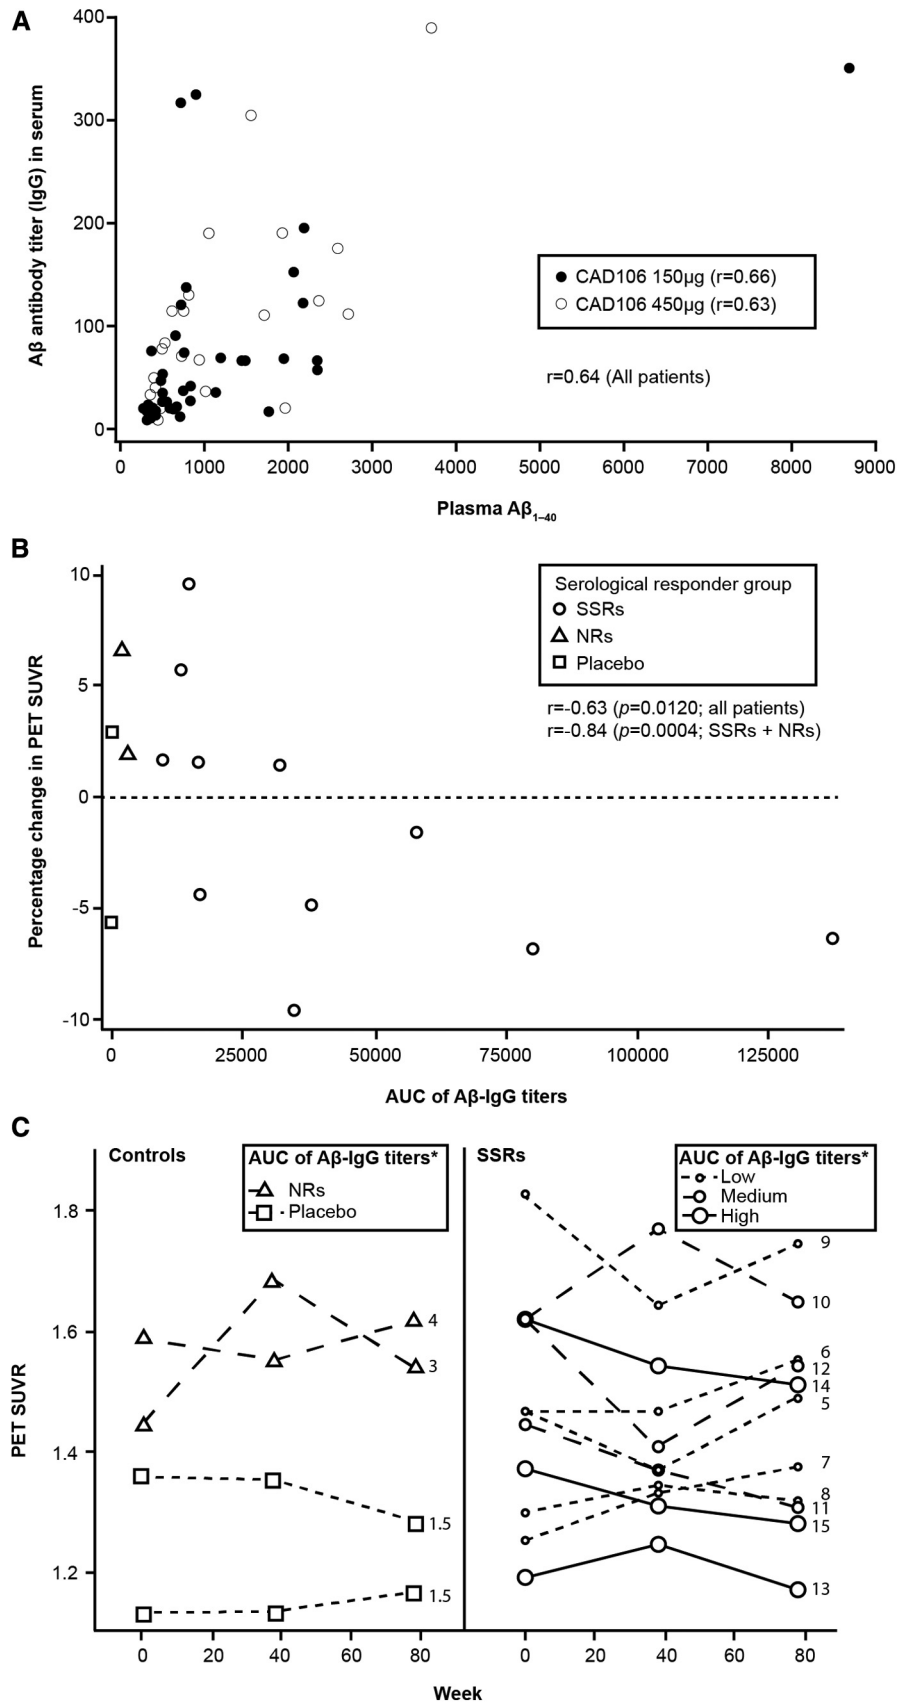 A
Aβ antibody titer (IgG) in serum
400
300
200
100
0
CAD106 150µg (r=0.66)
CAD106 450µg (r=0.63)
r=0.64 (All patients)
0 1000 2000 3000 4000 5000 6000 7000 8000 9000
Plasma Aβ1–40
B
Percentage change in PET SUVR
10
5
0
-5
-10
Serological responder group
SSRs
NRs
Placebo
r=-0.63 (p=0.0120; all patients)
r=-0.84 (p=0.0004; SSRs + NRs)
0 25000 50000 75000 100000 125000
AUC of Aβ-IgG titers
C
PET SUVR
1.8
1.6
1.4
1.2
Controls
AUC of Aβ-IgG titers*
NRs
Placebo
4
3
1.5
1.5
0 20 40 60 80
SSRs
AUC of Aβ-IgG titers*
Low
Medium
High
9
10
6
12
14
5
7
8
11
15
13
0 20 40 60 80
Week